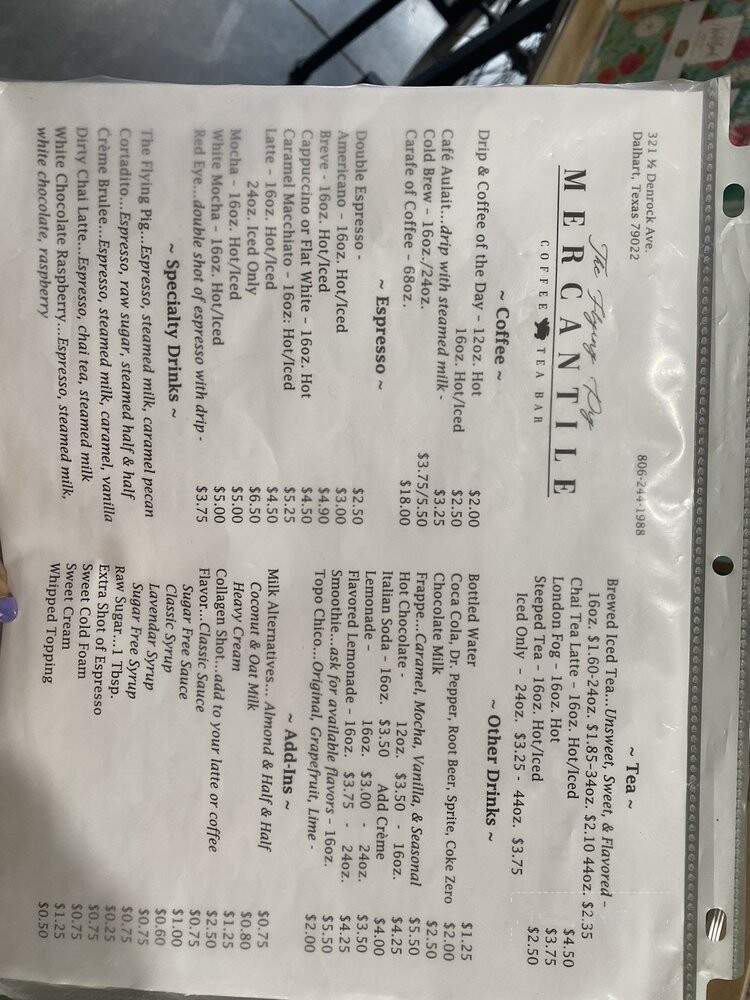 321 ½ Denrock Ave.
Dalhart, Texas 79022
806-244-1988
The Flying Pig
MERCANTILE
COFFEE TEA BAR
~ Coffee ~
Drip & Coffee of the Day - 12oz. Hot $2.00
16oz. Hot/Iced $2.50
Café Aulait...drip with steamed milk - $3.25
Cold Brew - 16oz./24oz. $3.75/5.50
Carafe of Coffee - 68oz. $18.00
~ Espresso ~
Double Espresso - $2.50
Americano - 16oz. Hot/Iced $3.00
Breve - 16oz. Hot/Iced $4.90
Cappuccino or Flat White - 16oz. Hot $4.50
Caramel Macchiato - 16oz: Hot/Iced $5.25
Latte - 16oz. Hot/Iced $4.50
24oz. Iced Only $6.50
Mocha - 16oz. Hot/Iced $5.00
White Mocha - 16oz. Hot/Iced $5.00
Red Eye...double shot of espresso with drip - $3.75
~ Specialty Drinks ~
The Flying Pig...Espresso, steamed milk, caramel pecan
Cortadito...Espresso, raw sugar, steamed half & half
Crème Brulee...Espresso, steamed milk, caramel, vanilla
Dirty Chai Latte...Espresso, chai tea, steamed milk
White Chocolate Raspberry...Espresso, steamed milk,
white chocolate, raspberry
~ Tea ~
Brewed Iced Tea...Unsweet, Sweet, & Flavored -
16oz. $1.60-24oz. $1.85-34oz. $2.10 44oz. $2.35
Chai Tea Latte - 16oz. Hot/Iced $4.50
London Fog - 16oz. Hot $3.75
Steeped Tea - 16oz. Hot/Iced $2.50
Iced Only - 24oz. $3.25 - 44oz. $3.75
~ Other Drinks ~
Bottled Water $1.25
Coca Cola, Dr. Pepper, Root Beer, Sprite, Coke Zero $2.00
Chocolate Milk $2.50
Frappe...Caramel, Mocha, Vanilla, & Seasonal $5.50
Hot Chocolate - 12oz. $3.50 - 16oz. $4.25
Italian Soda - 16oz. $3.50 Add Crème $4.00
Lemonade - 16oz. $3.00 - 24oz. $3.50
Flavored Lemonade - 16oz. $3.75 - 24oz. $4.25
Smoothie...ask for available flavors - 16oz. $5.50
Topo Chico...Original, Grapefruit, Lime - $2.00
~ Add-Ins ~
Milk Alternatives... Almond & Half & Half $0.75
Coconut & Oat Milk $0.80
Heavy Cream $1.25
Collagen Shot...add to your latte or coffee $2.50
Flavor...Classic Sauce $0.75
Sugar Free Sauce $1.00
Classic Syrup $0.60
Lavendar Syrup $0.75
Sugar Free Syrup $0.75
Raw Sugar...1 Tbsp. $0.25
Extra Shot of Espresso $0.75
Sweet Cold Foam $0.75
Sweet Cream $1.25
Whipped Topping $0.50